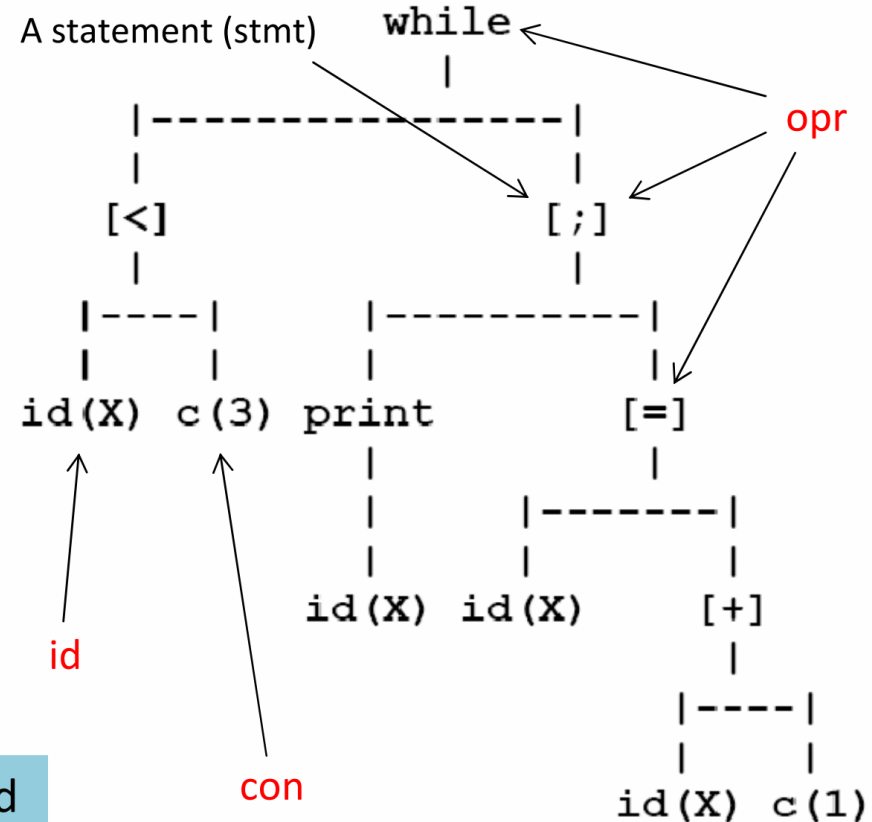 A statement (stmt) while
|
|----------------|
opr
| |
[<] [;]
| |
|----| |----------|
| | | |
id(X) c(3) print [=]
| |
| |-------|
| | |
id(X) id(X) [+]
id |
|----|
con | |
d id(X) c(1)